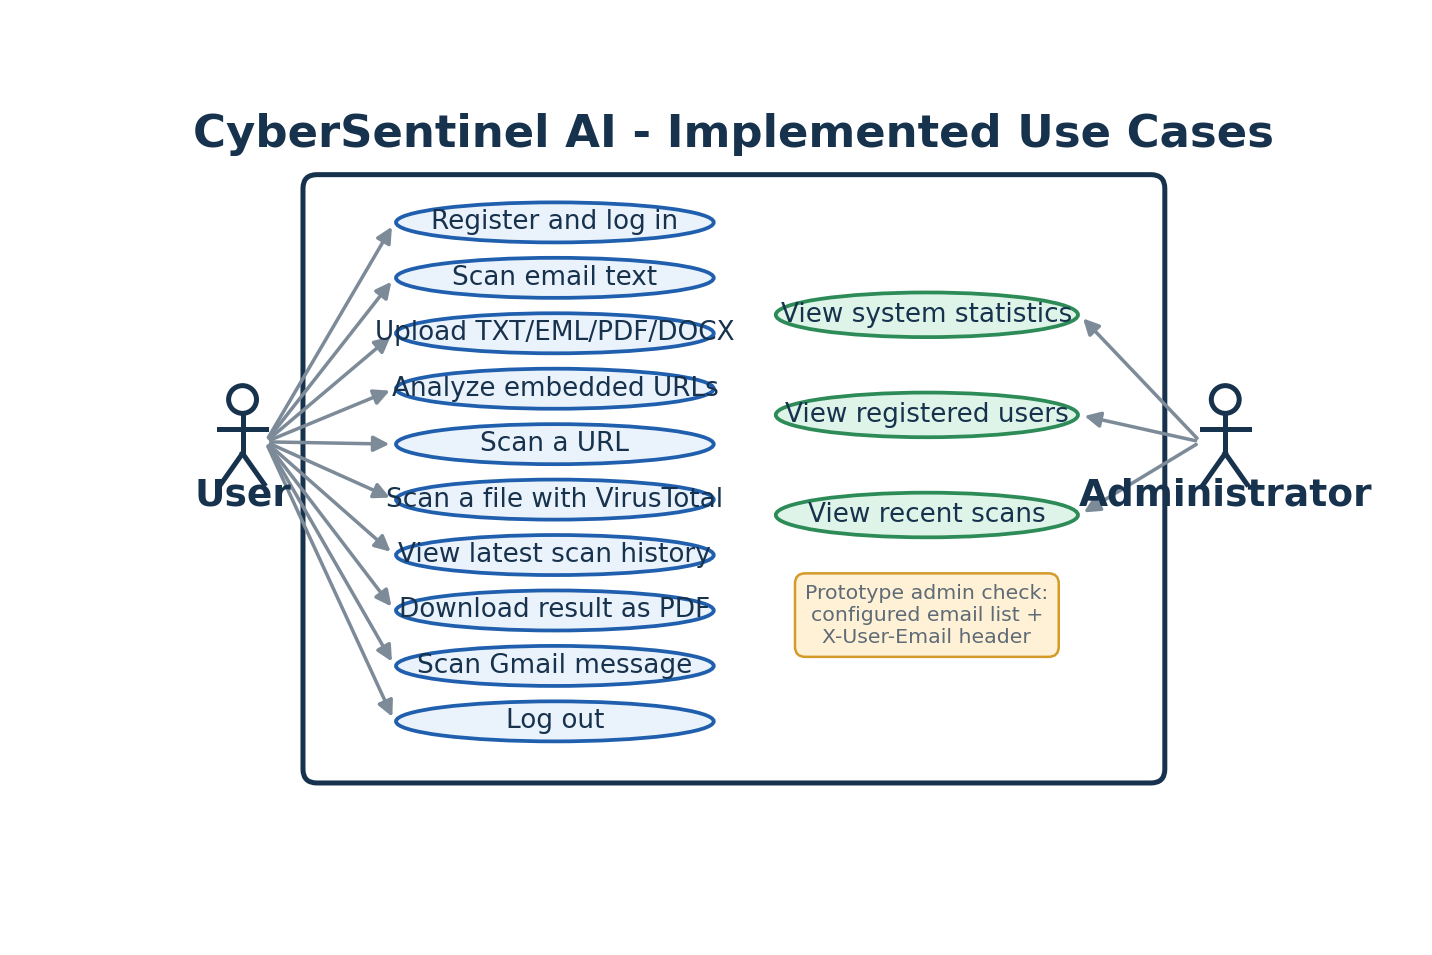 CyberSentinel AI - Implemented Use Cases
Register and log in
Scan email text
Upload TXT/EML/PDF/DOCX
Analyze embedded URLs
Scan a URL
Scan a file with VirusTotal
View latest scan history
Download result as PDF
Scan Gmail message
Log out
User
View system statistics
View registered users
View recent scans
Prototype admin check:
configured email list +
X-User-Email header
Administrator